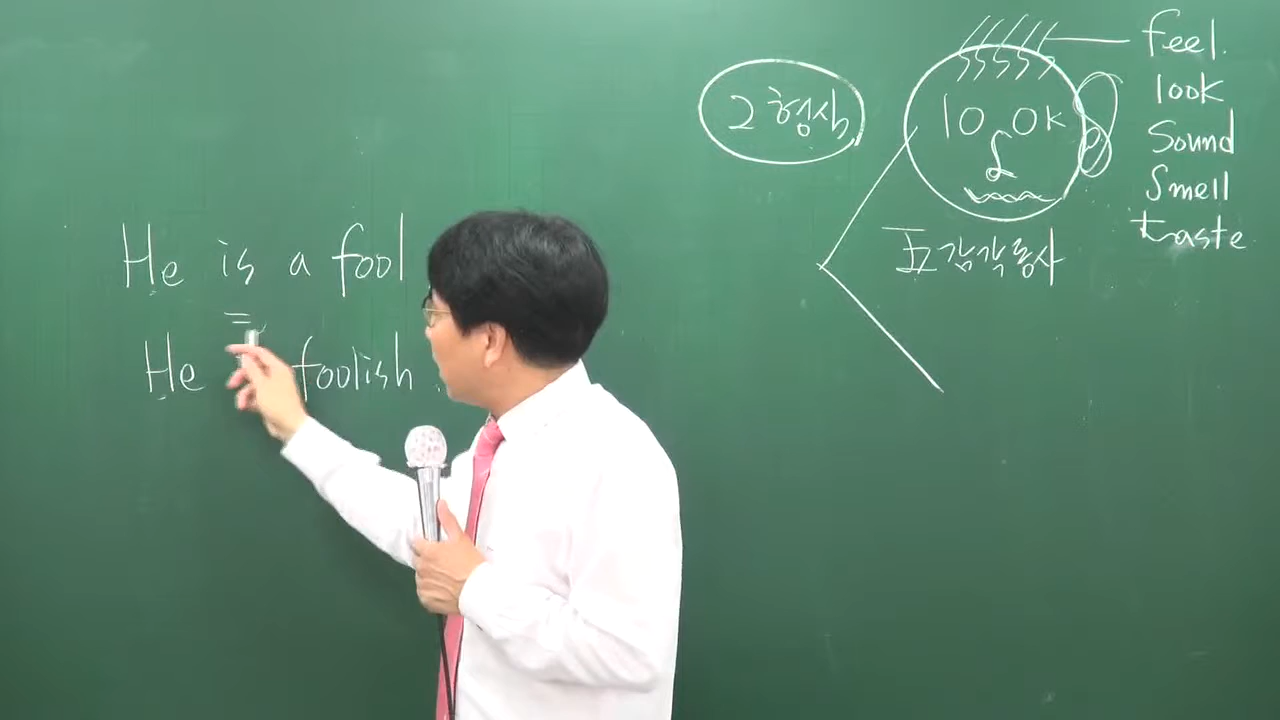 He is a fool
=
He foolish
2형식
look
오감각동사
feel.
look
Sound
Smell
taste